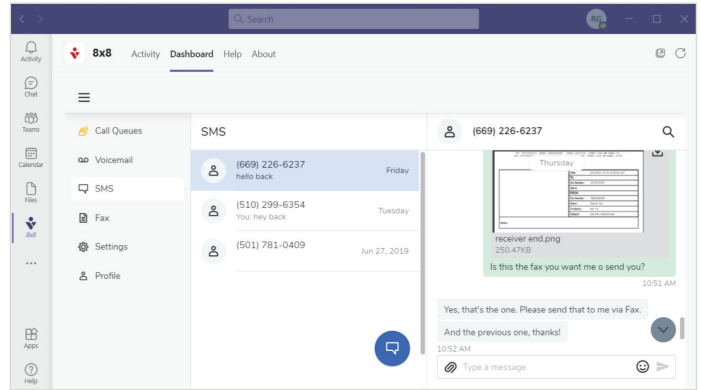 Search
RG
Activity
8x8
Activity
Dashboard
Help
About
Chat
Teams
Calendar
Files
8x8
Apps
Help
Call Queues
Voicemail
SMS
Fax
Settings
Profile
SMS
(669) 226-6237
hello back
Friday
(510) 299-6354
You: hey back
Tuesday
(501) 781-0409
Jun 27, 2019
(669) 226-6237
Thursday
receiver end.png
250.47KB
Is this the fax you want me o send you?
10:51 AM
Yes, that's the one. Please send that to me via Fax.
And the previous one, thanks!
10:52 AM
Type a message